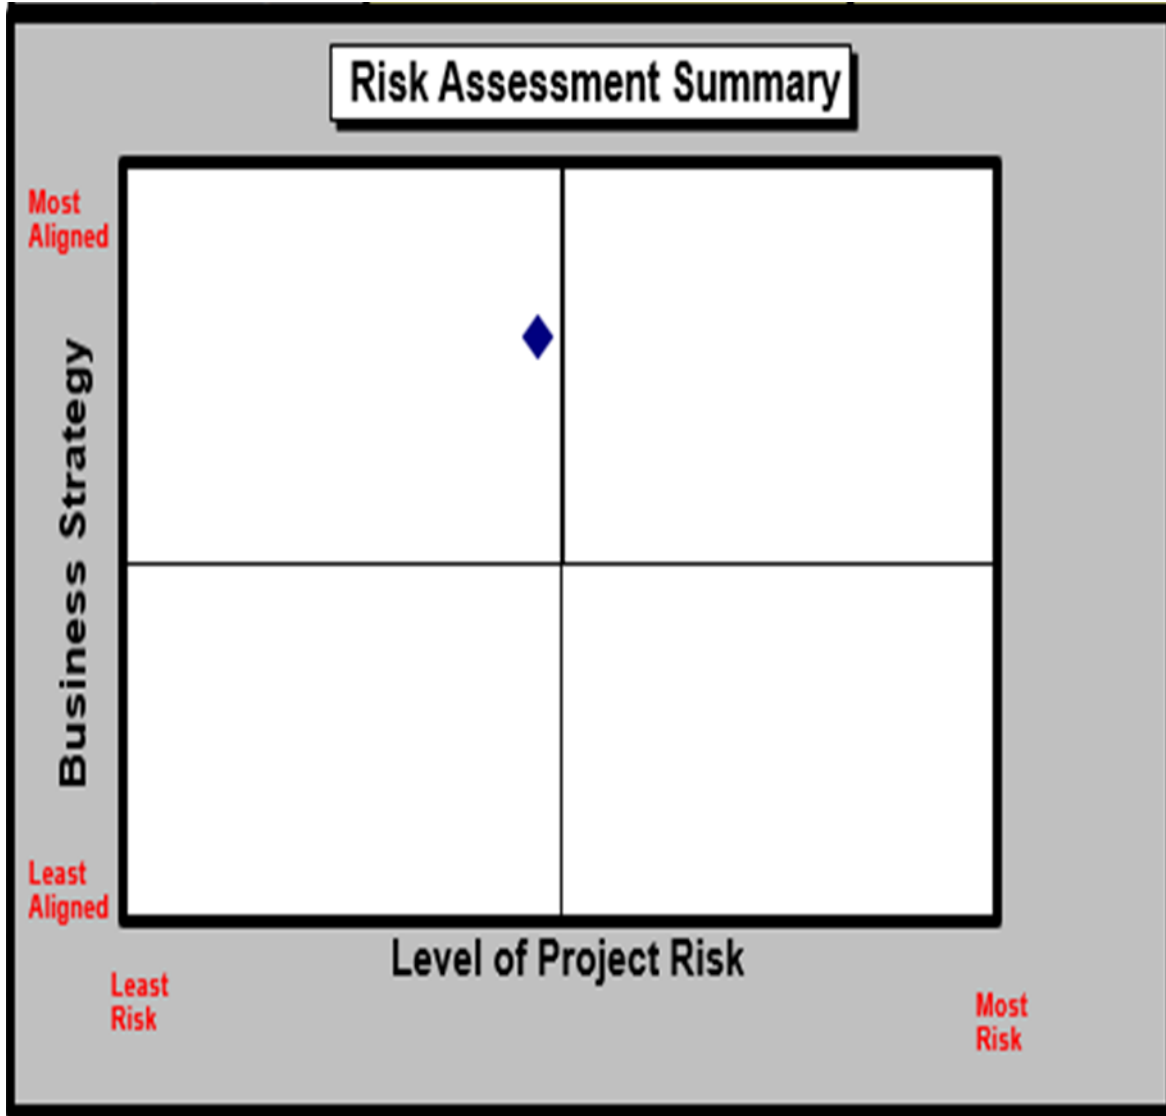 Risk Assessment Summary
Most
Aligned
Business Strategy
Least
Aligned
Level of Project Risk
Least
Risk
Most
Risk